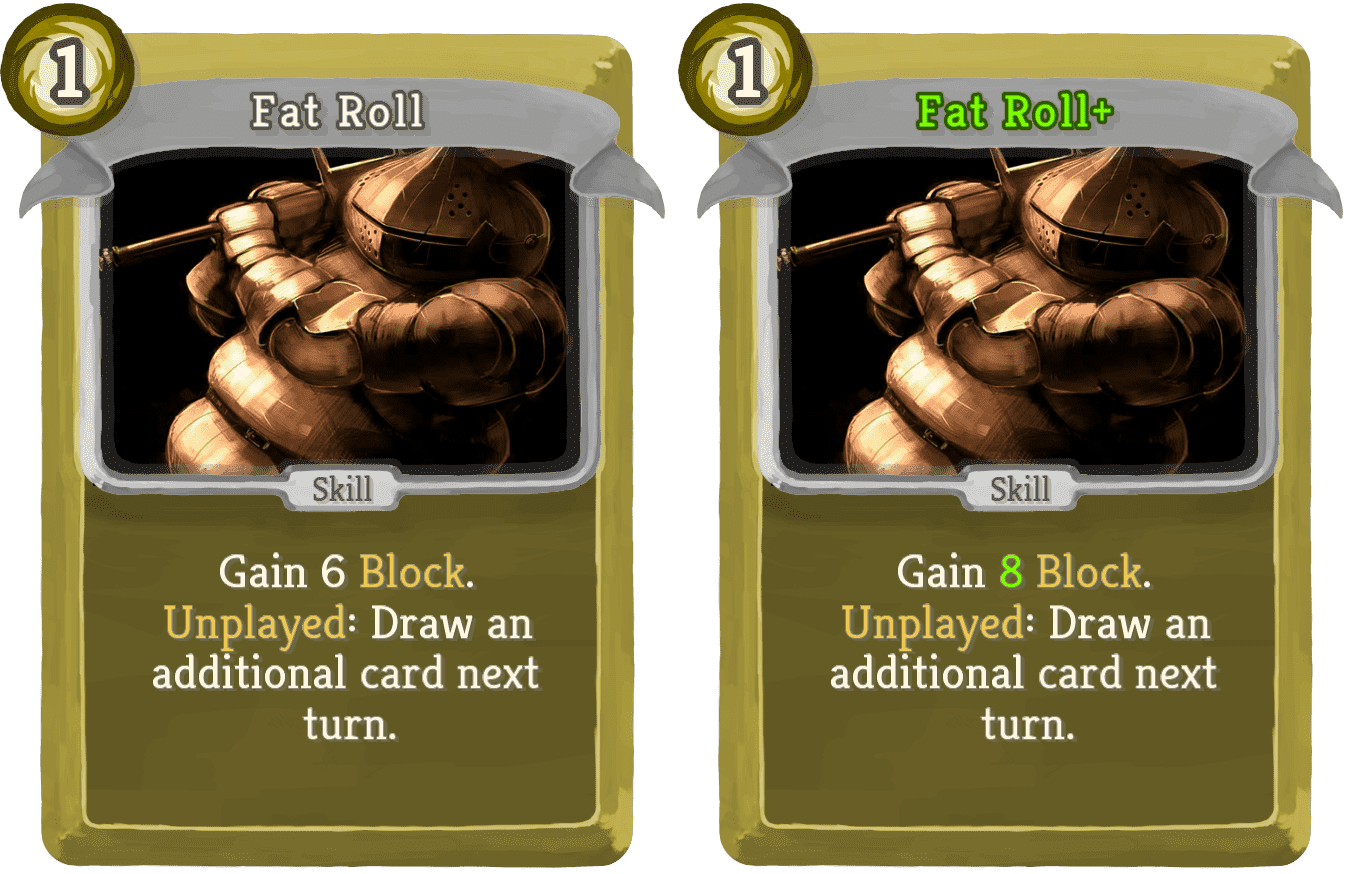 1
Fat Roll
Skill
Gain 6 Block.
Unplayed: Draw an
additional card next
turn.
1
Fat Roll+
Skill
Gain 8 Block.
Unplayed: Draw an
additional card next
turn.